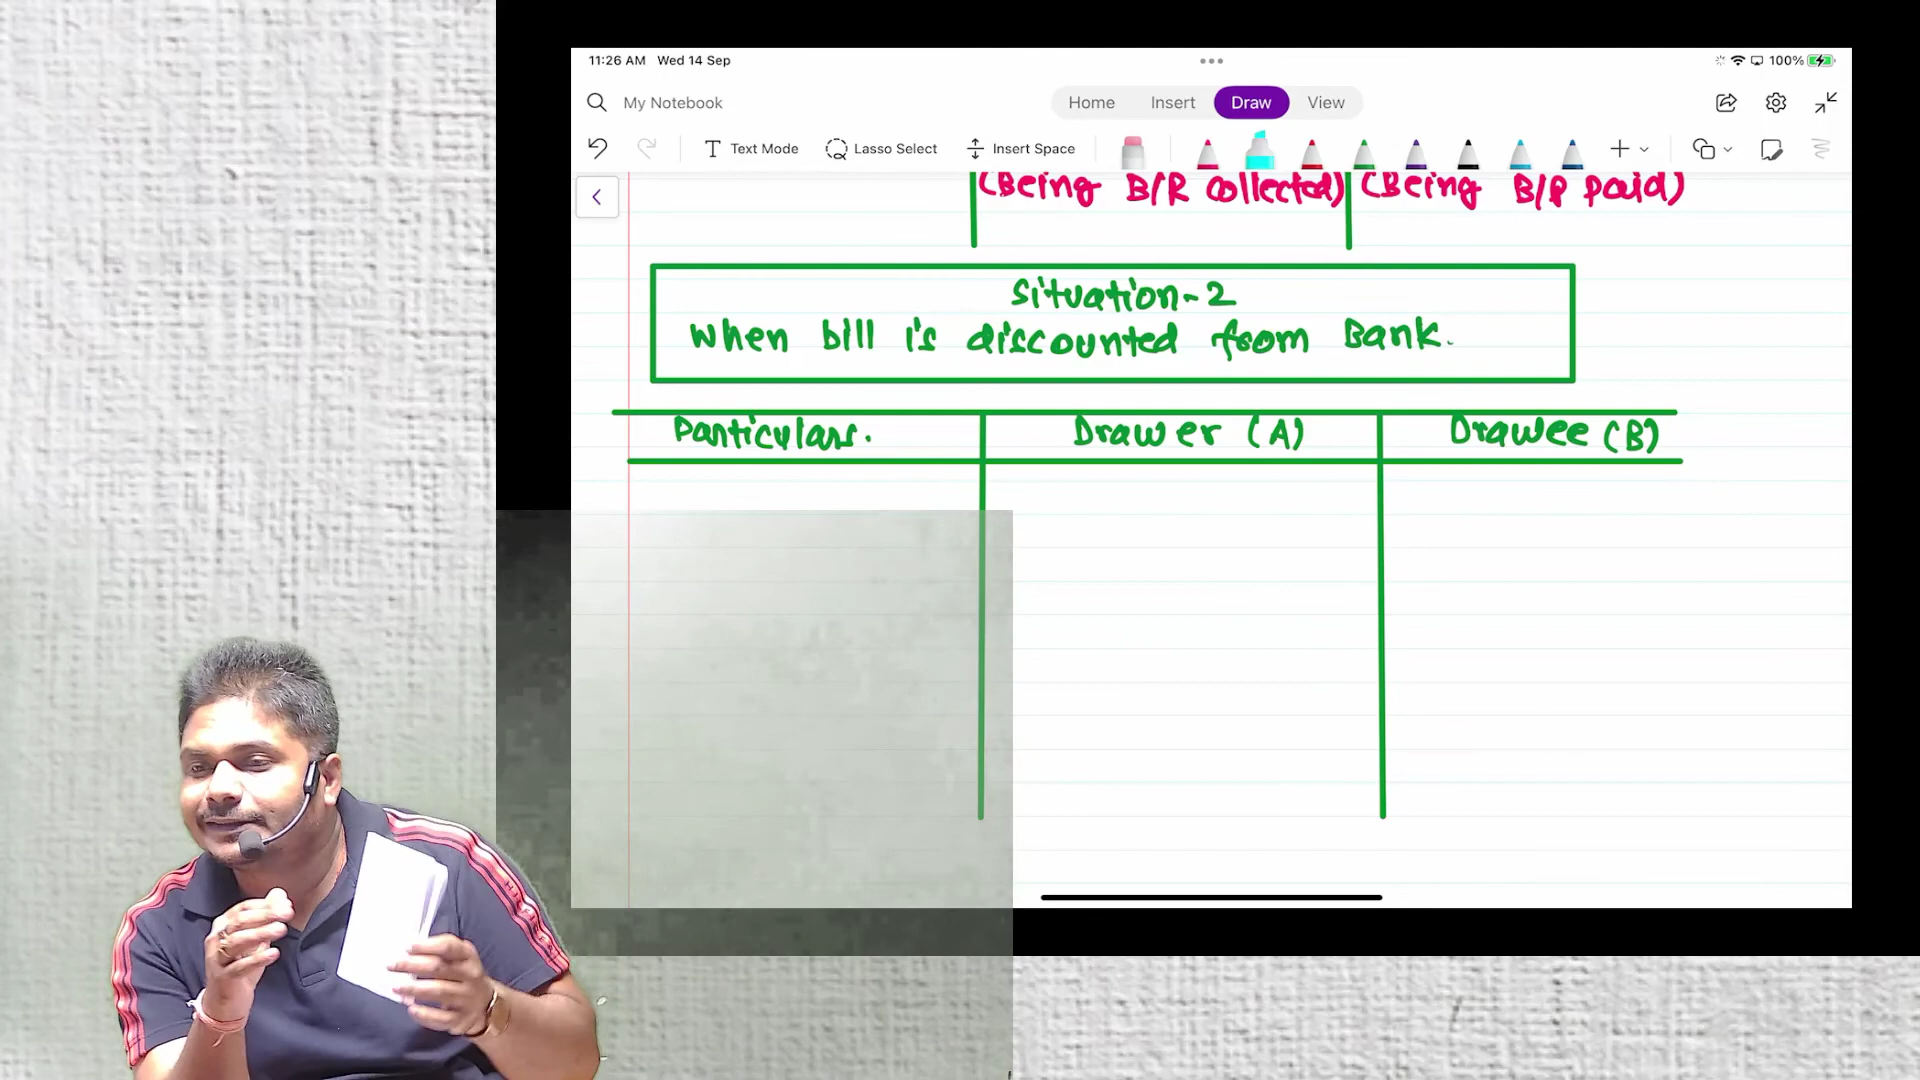 11:26 AM Wed 14 Sep
100%
My Notebook
Home Insert Draw View
Text Mode Lasso Select Insert Space
(Being B/R collected) (Being B/P paid)
Situation-2
When bill is discounted from Bank.
Particulars. Drawer (A) Drawee (B)